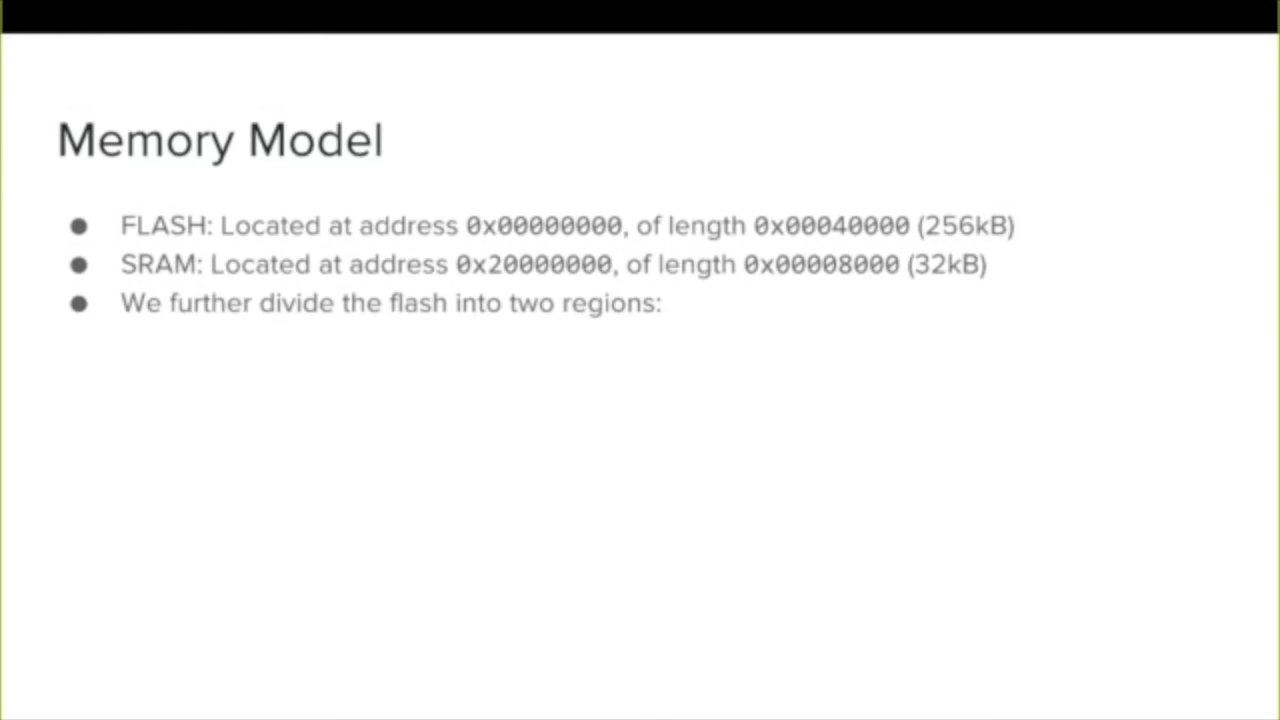 Memory Model
● FLASH: Located at address 0x00000000, of length 0x00040000 (256kB)
● SRAM: Located at address 0x20000000, of length 0x00008000 (32kB)
● We further divide the flash into two regions: